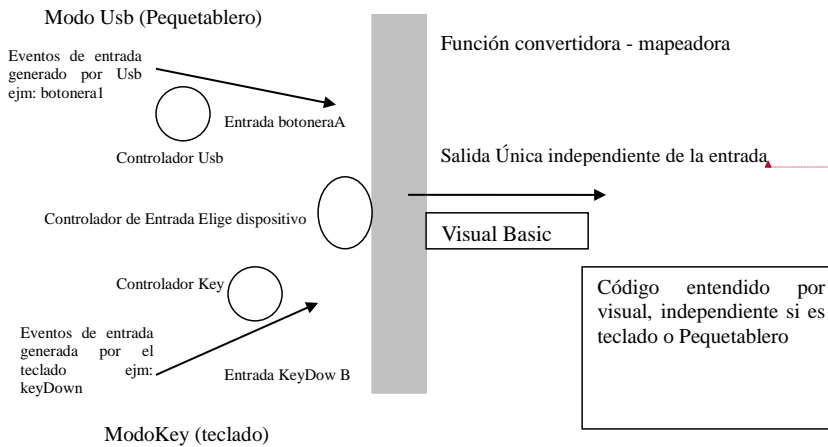 Modo Usb (Pequetablero)
Eventos de entrada
generado por Usb
ejm: botonera1
Entrada botoneraA
Controlador Usb
Controlador de Entrada Elige dispositivo
Controlador Key
Eventos de entrada
generada por el
teclado ejm:
keyDown
Entrada KeyDow B
ModoKey (teclado)
Función convertidora - mapeadora
Salida Única independiente de la entrada
Visual Basic
Código entendido por
visual, independiente si es
teclado o Pequetablero